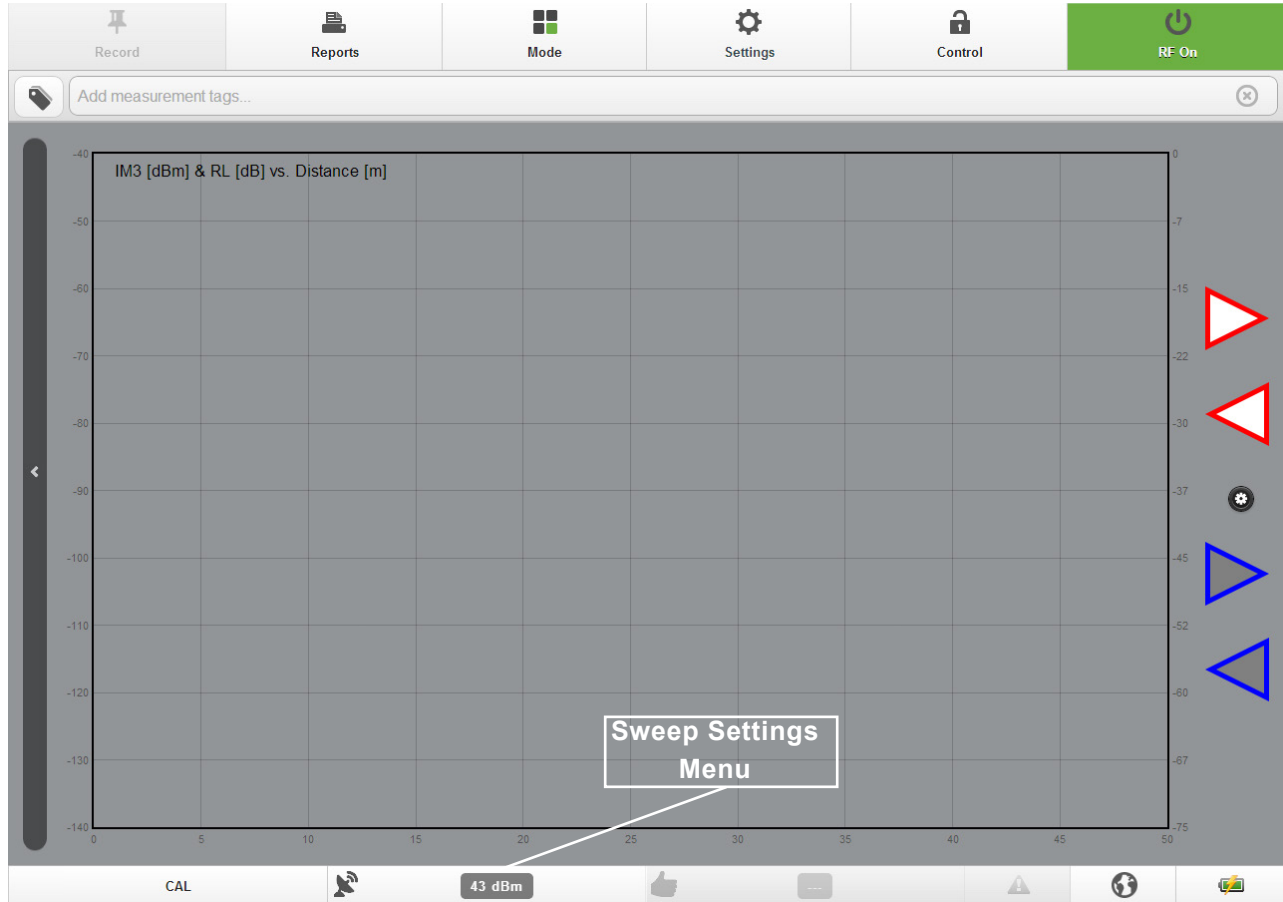 Record
Reports
Mode
Settings
Control
RF On
Add measurement tags...
IM3 [dBm] & RL [dB] vs. Distance [m]
-40
-50
-60
-70
-80
-90
-100
-110
-120
-130
-140
0
-7
-15
-22
-30
-37
-45
-52
-60
-67
-75
0
5
10
15
20
25
30
35
40
45
50
Sweep Settings
Menu
CAL
43 dBm
---